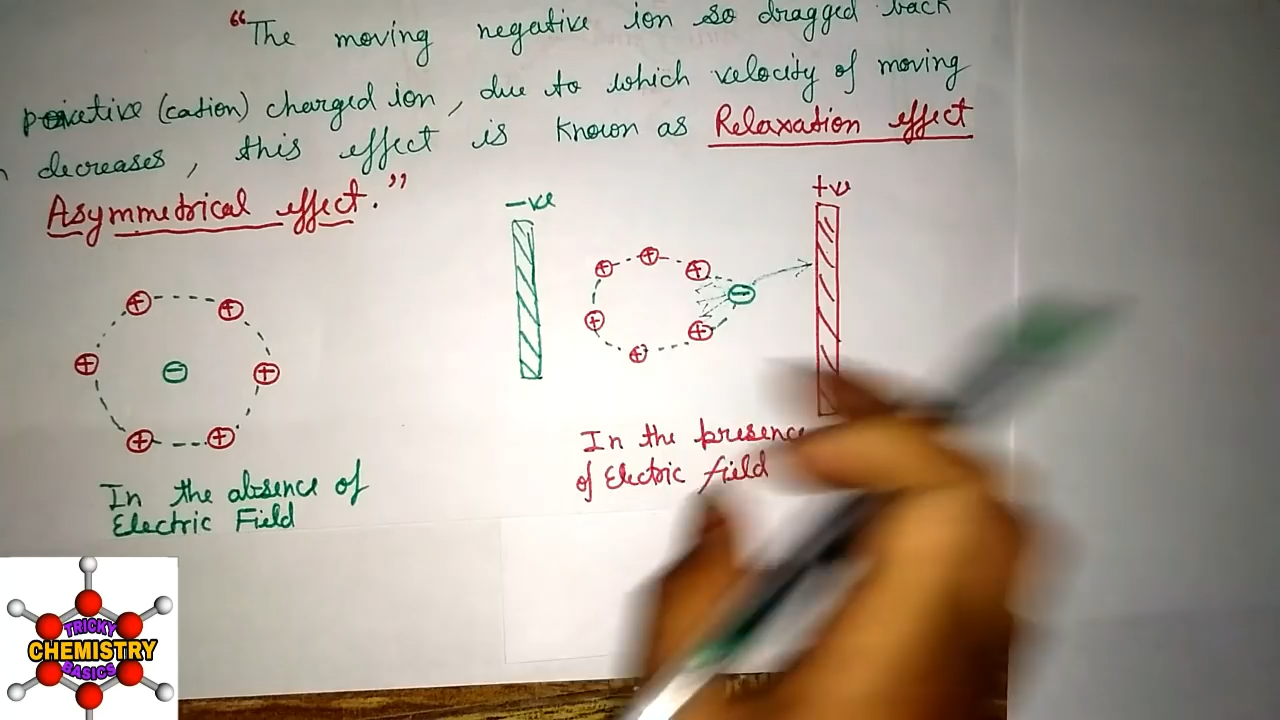 “The moving negative ion so dragged back
poistive (cation) charged ion, due to which velocity of moving
n decreases, this effect is known as Relaxation effect
Asymmetrical effect.”
-ve
+ve
+
+
+
+
+
+
-
+
+
+
+
+
+
-
In the absence of
Electric Field
In the presence
of Electric field
TRICKY
CHEMISTRY
BASICS